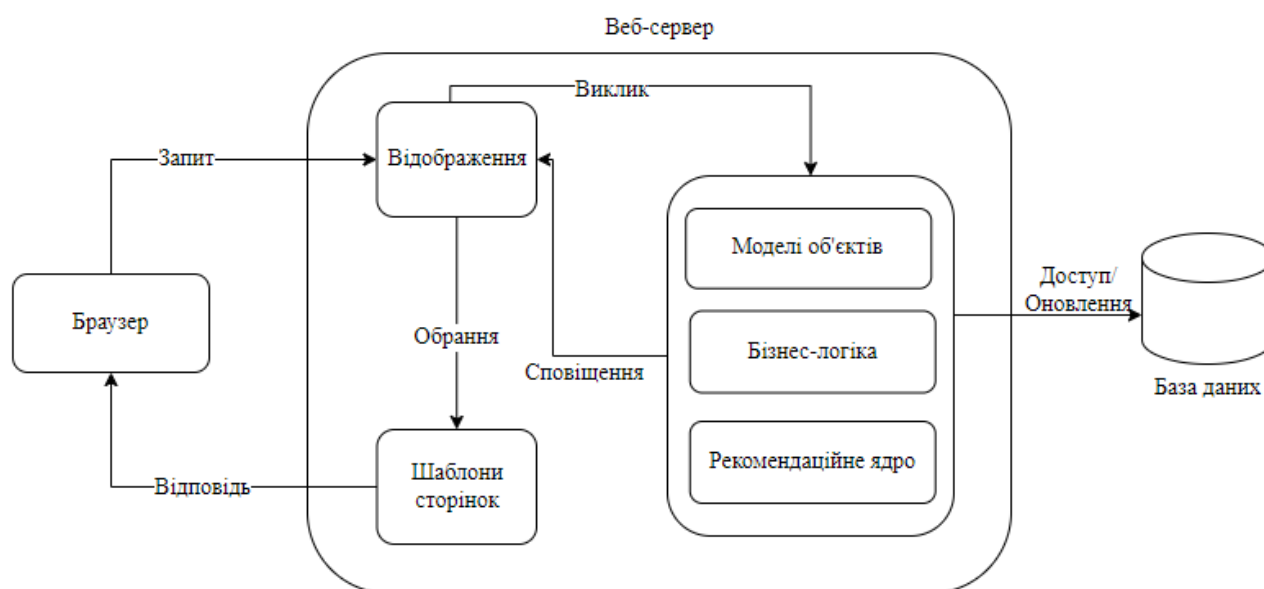 Веб-сервер
Виклик
Запит
Відображення
Моделі об'єктів
Доступ/
Оновлення
Браузер
Обрання
Бізнес-логіка
Сповіщення
База даних
Рекомендаційне ядро
Шаблони
сторінок
Відповідь